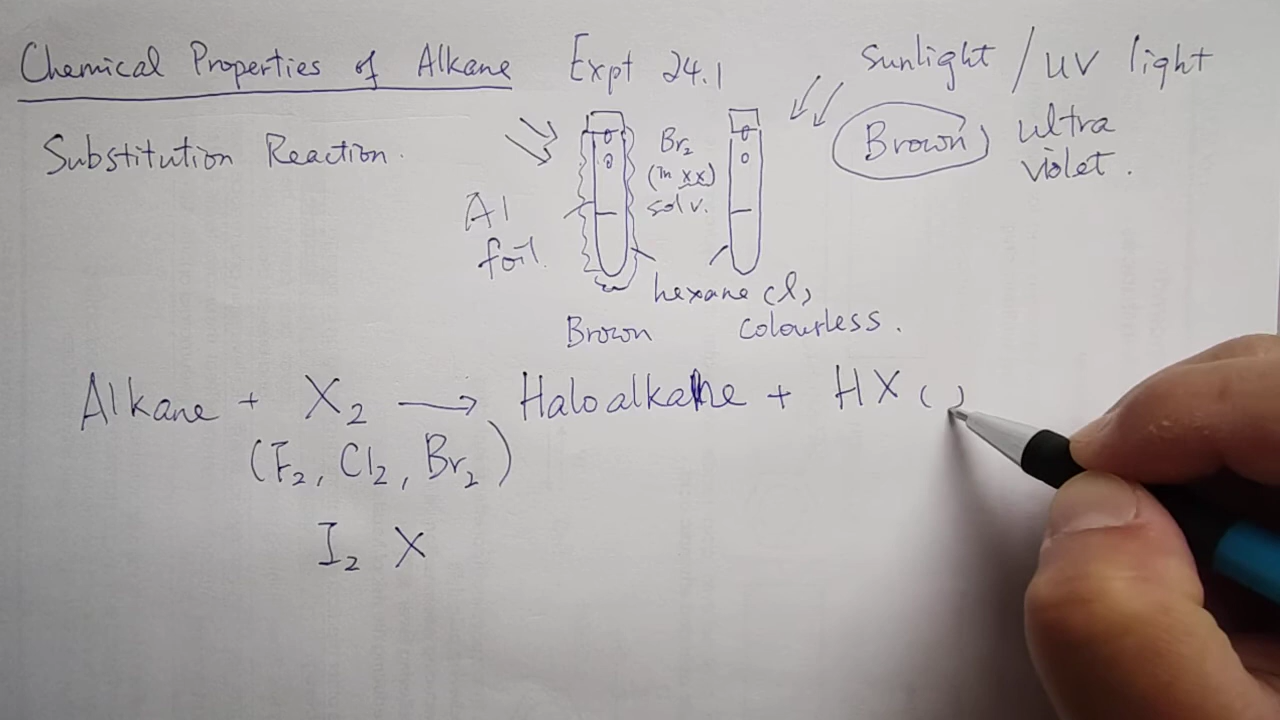 Chemical Properties of Alkane Expt 24.1
Sunlight / UV light
Brown ultra
violet.
Substitution Reaction.
Br2
(in xx)
solv.
Al
foil.
hexane (l)
Brown
Colourless.
Alkane + X2 → Haloalkane + HX ( )
(F2, Cl2, Br2)
I2 X